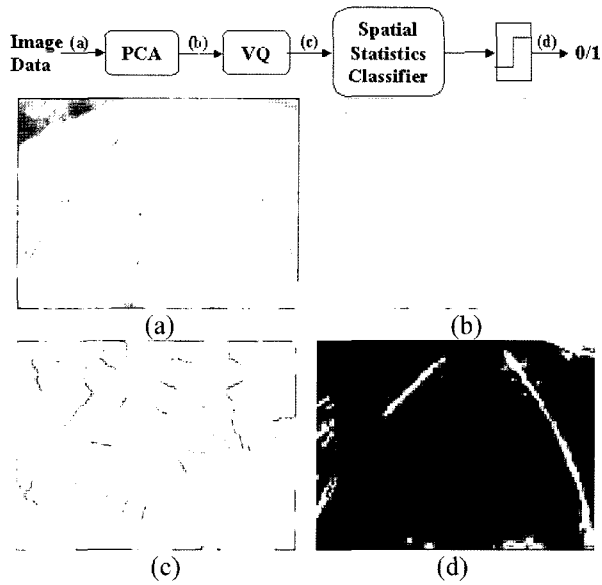 Image Data
(a)
PCA
(b)
VQ
(c)
Spatial
Statistics
Classifier
(d)
0/1
(a)
(b)
(c)
(d)